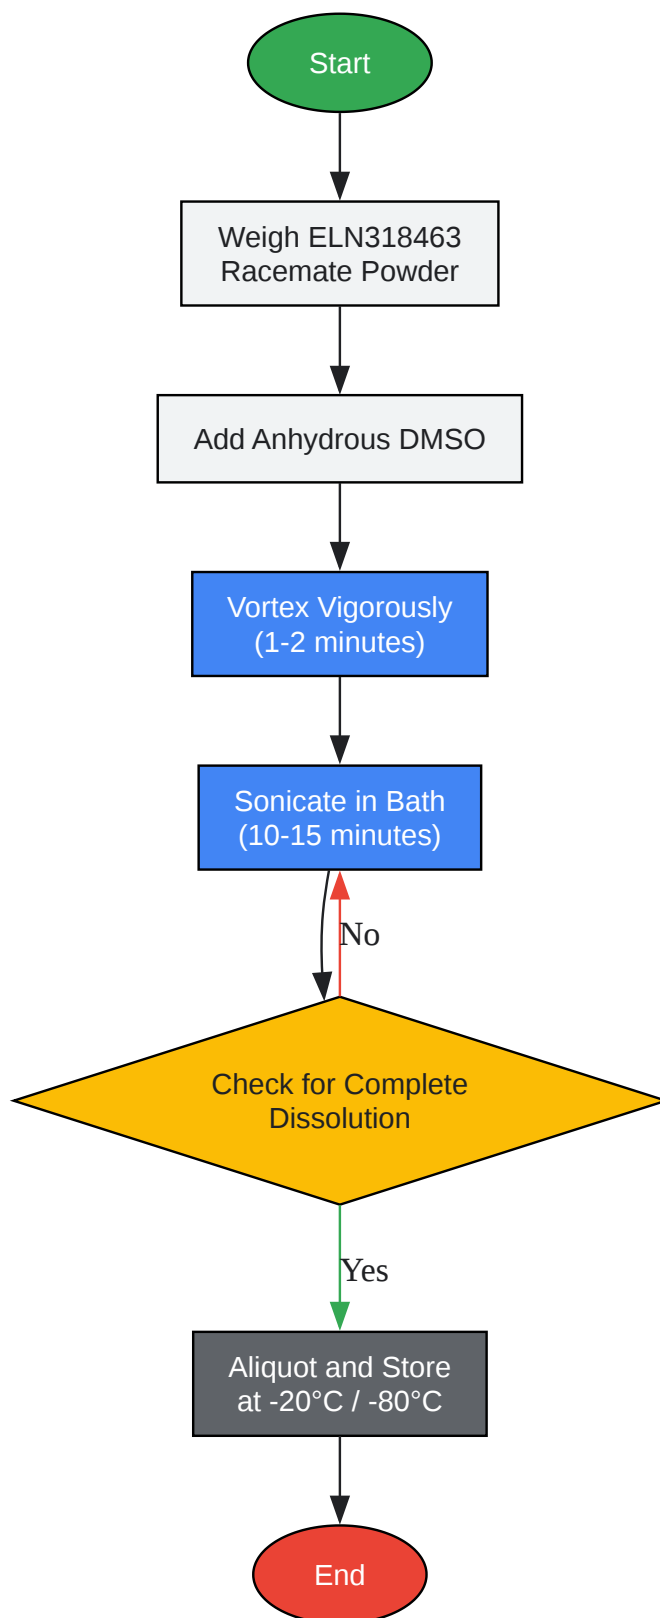 Start
Weigh ELN318463
Racemate Powder
Add Anhydrous DMSO
Vortex Vigorously
(1-2 minutes)
Sonicate in Bath
(10-15 minutes)
No
Check for Complete
Dissolution
Yes
Aliquot and Store
at -20°C / -80°C
End